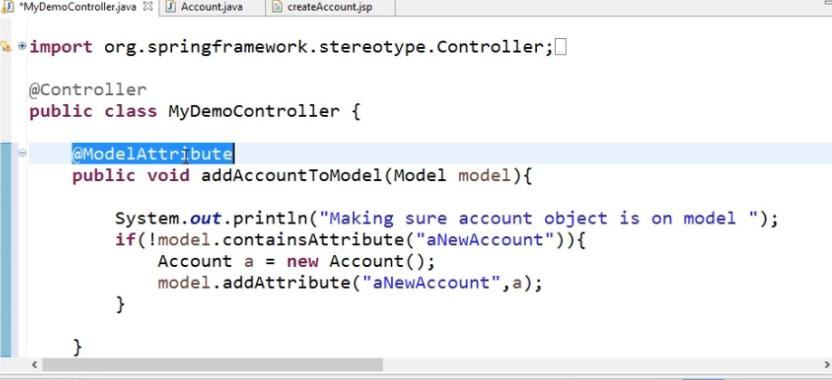 *MyDemoController.java Account.java createAccount.jsp
import org.springframework.stereotype.Controller;
@Controller
public class MyDemoController {
@ModelAttribute
public void addAccountToModel(Model model){
System.out.println("Making sure account object is on model ");
if(!model.containsAttribute("aNewAccount")){
Account a = new Account();
model.addAttribute("aNewAccount",a);
}
}